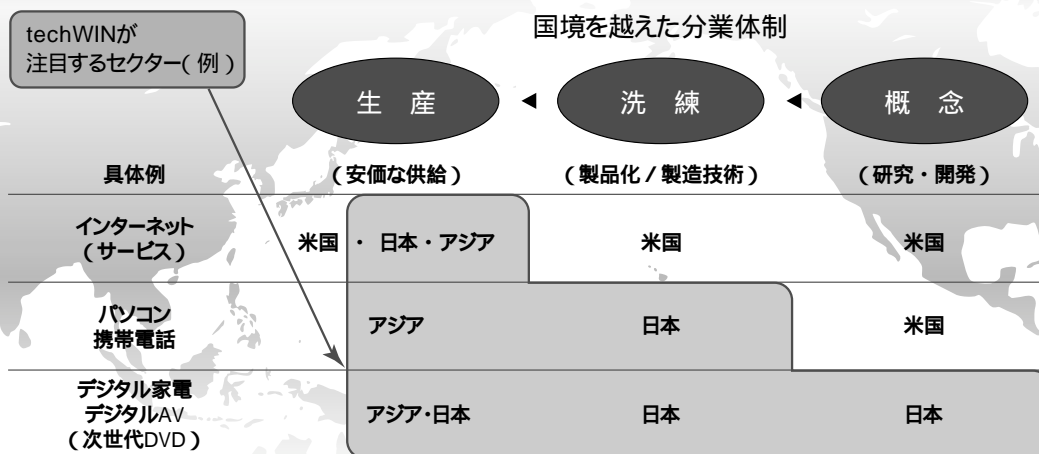 techWINが
注目するセクター(例)
国境を越えた分業体制
生 産 ◀ 洗 練 ◀ 概 念
具体例 (安価な供給) (製品化/製造技術) (研究・開発)
インターネット
(サービス)
米国 ・ 日本・アジア 米国 米国
パソコン
携帯電話
アジア 日本 米国
デジタル家電
デジタルAV
(次世代DVD)
アジア・日本 日本 日本